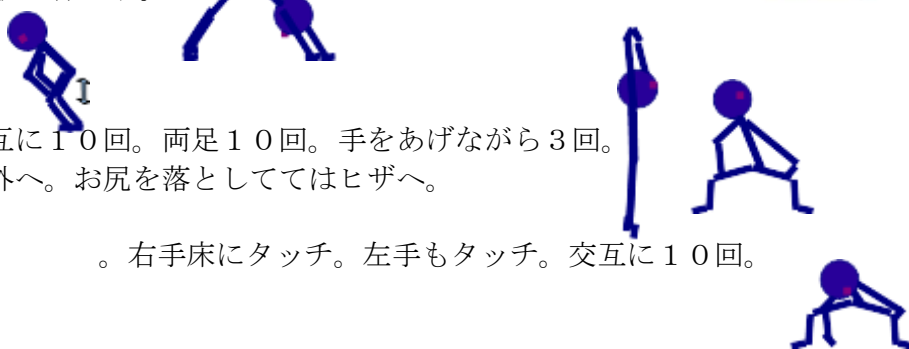 互に１０回。両足１０回。手をあげながら３回。
外へ。お尻を落としててはヒザへ。
。右手床にタッチ。左手もタッチ。交互に１０回。